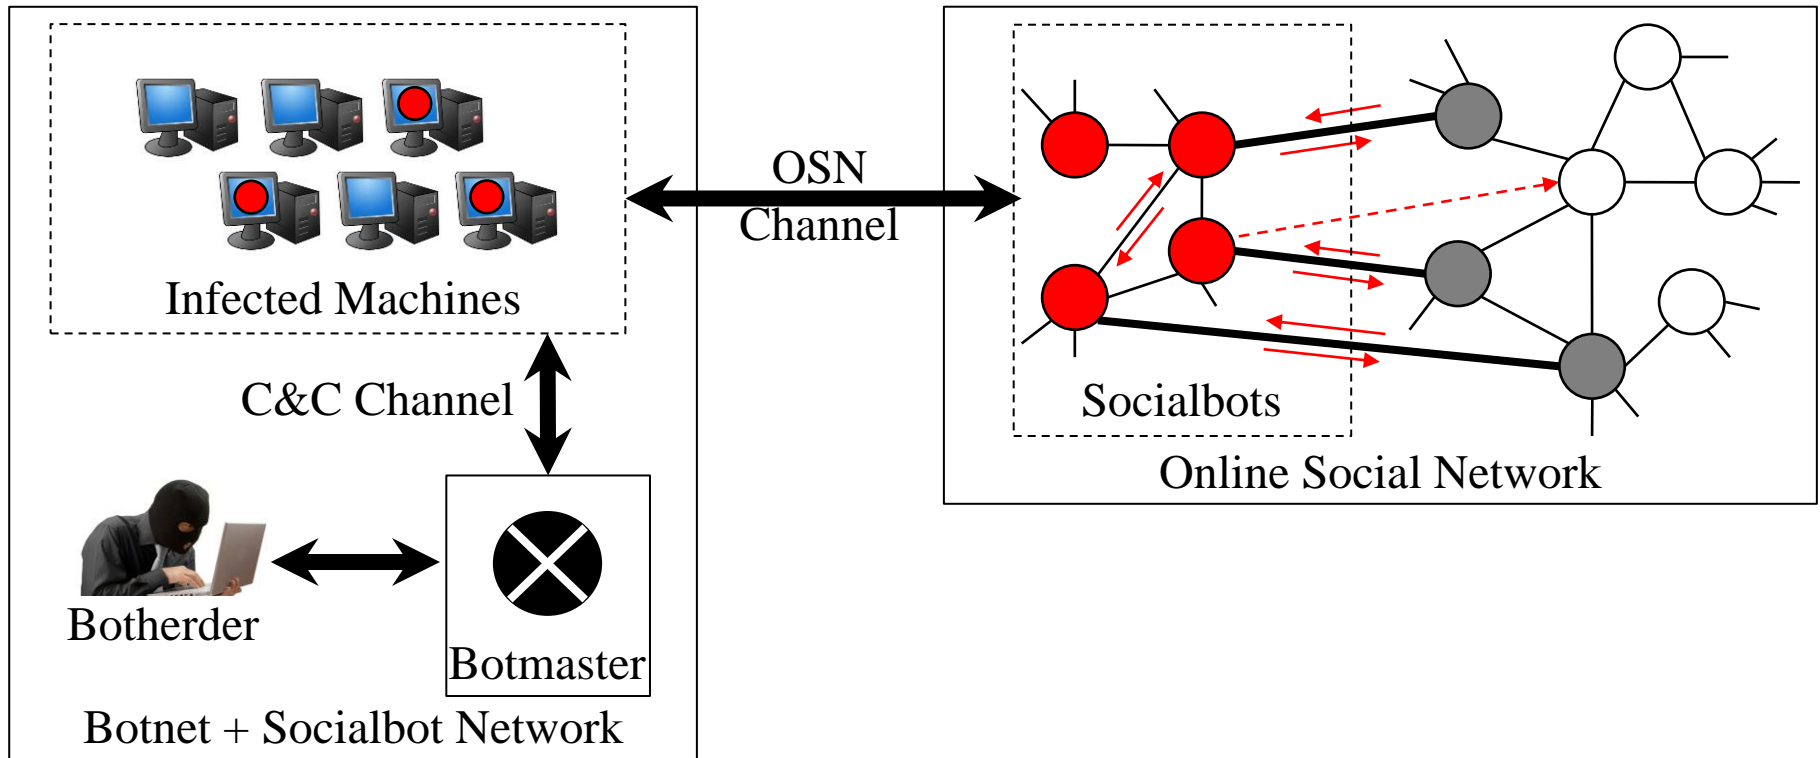 Infected Machines
C&C Channel
Botherder
Botmaster
Botnet + Socialbot Network
OSN
Channel
Socialbots
Online Social Network